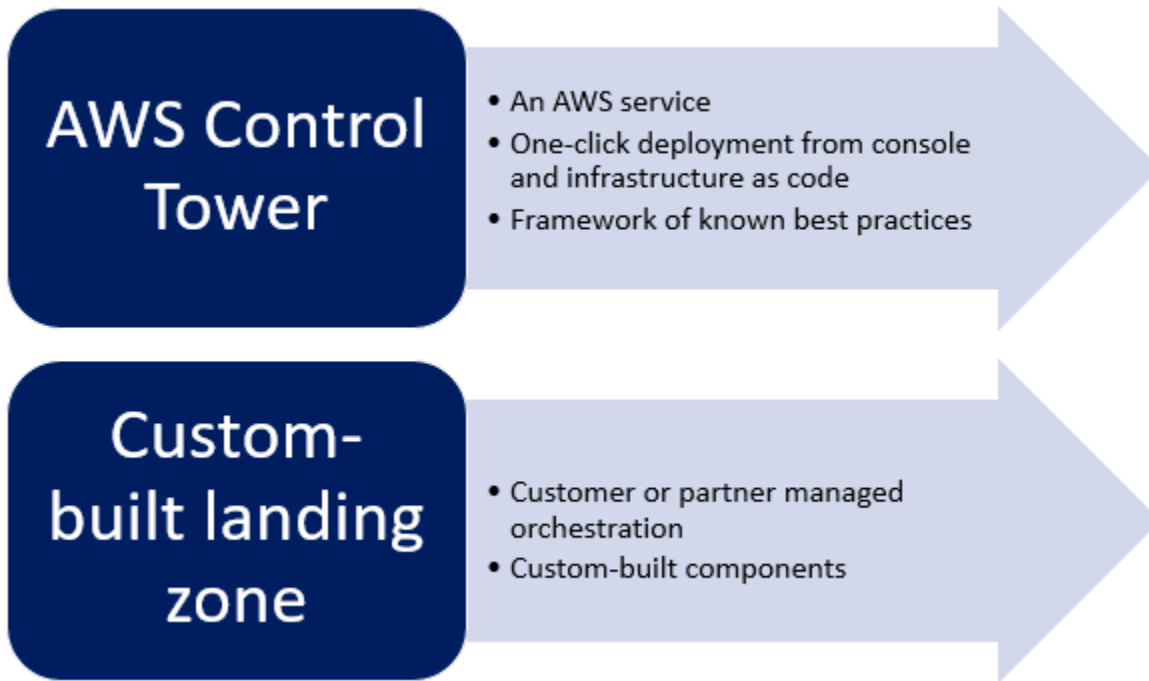 AWS Control
Tower
• An AWS service
• One-click deployment from console
and infrastructure as code
• Framework of known best practices
Custom-
built landing
zone
• Customer or partner managed
orchestration
• Custom-built components